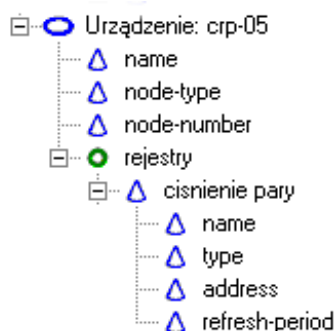 Urządzenie: crp-05
name
node-type
node-number
rejestry
cisnienie pary
name
type
address
refresh-period